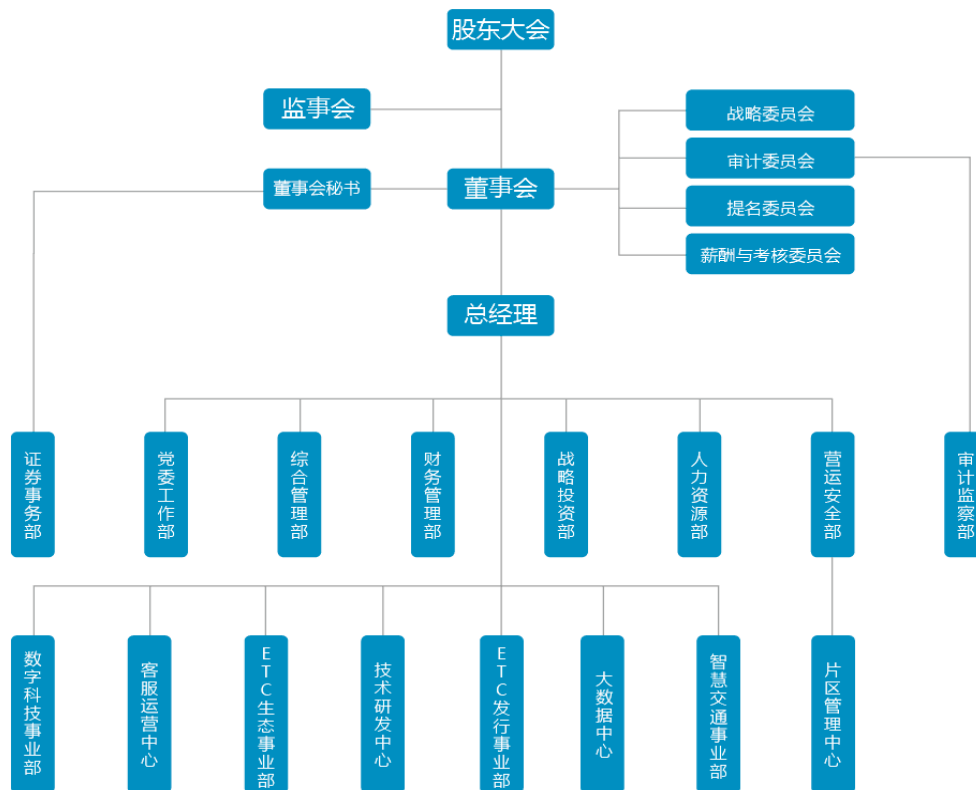 股东大会
监事会
战略委员会
审计委员会
董事会秘书
董事会
提名委员会
薪酬与考核委员会
总经理
证券事务部
党委工作部
综合管理部
财务管理部
战略投资部
人力资源部
营运安全部
审计监察部
数字科技事业部
客服运营中心
ETC生态事业部
技术研发中心
ETC发行事业部
大数据中心
智慧交通事业部
片区管理中心